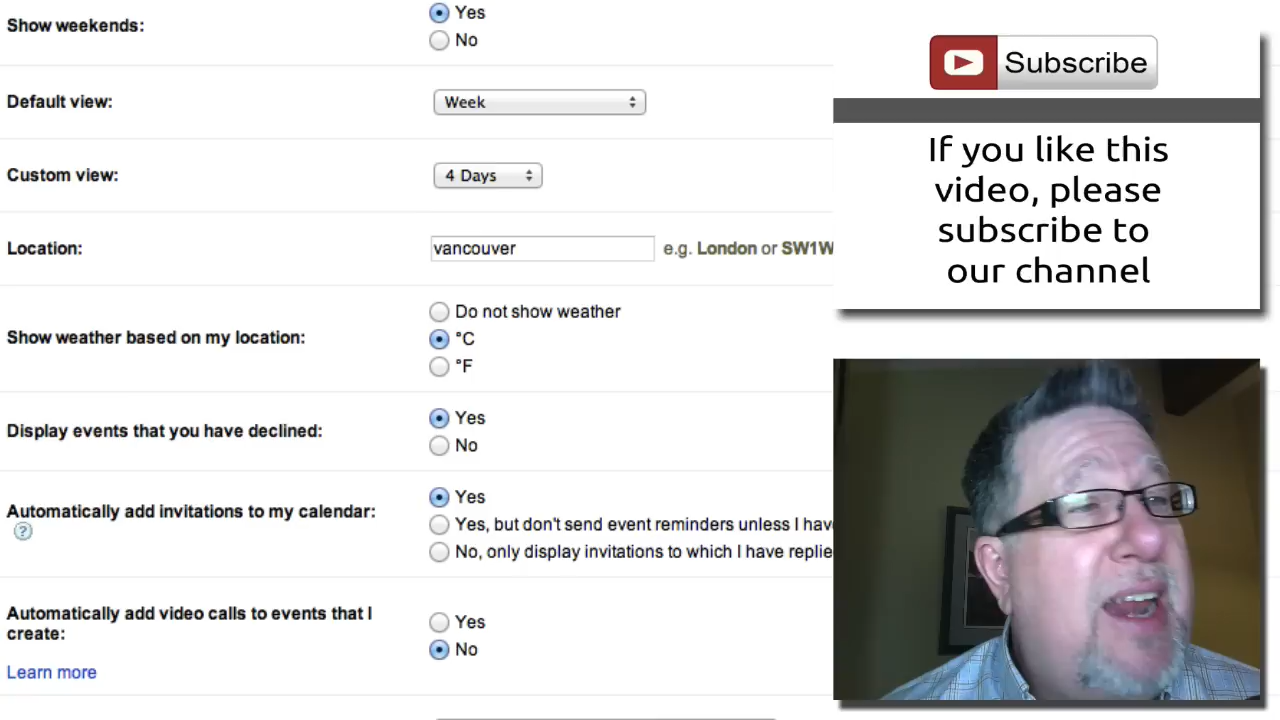 Show weekends:
Yes
No
Default view:
Week
Custom view:
4 Days
Location:
vancouver
e.g. London or SW1W
Show weather based on my location:
Do not show weather
°C
°F
Display events that you have declined:
Yes
No
Automatically add invitations to my calendar:
?
Yes
Yes, but don't send event reminders unless I have
No, only display invitations to which I have replie
Automatically add video calls to events that I
create:
Learn more
Yes
No
Subscribe
If you like this
video, please
subscribe to
our channel